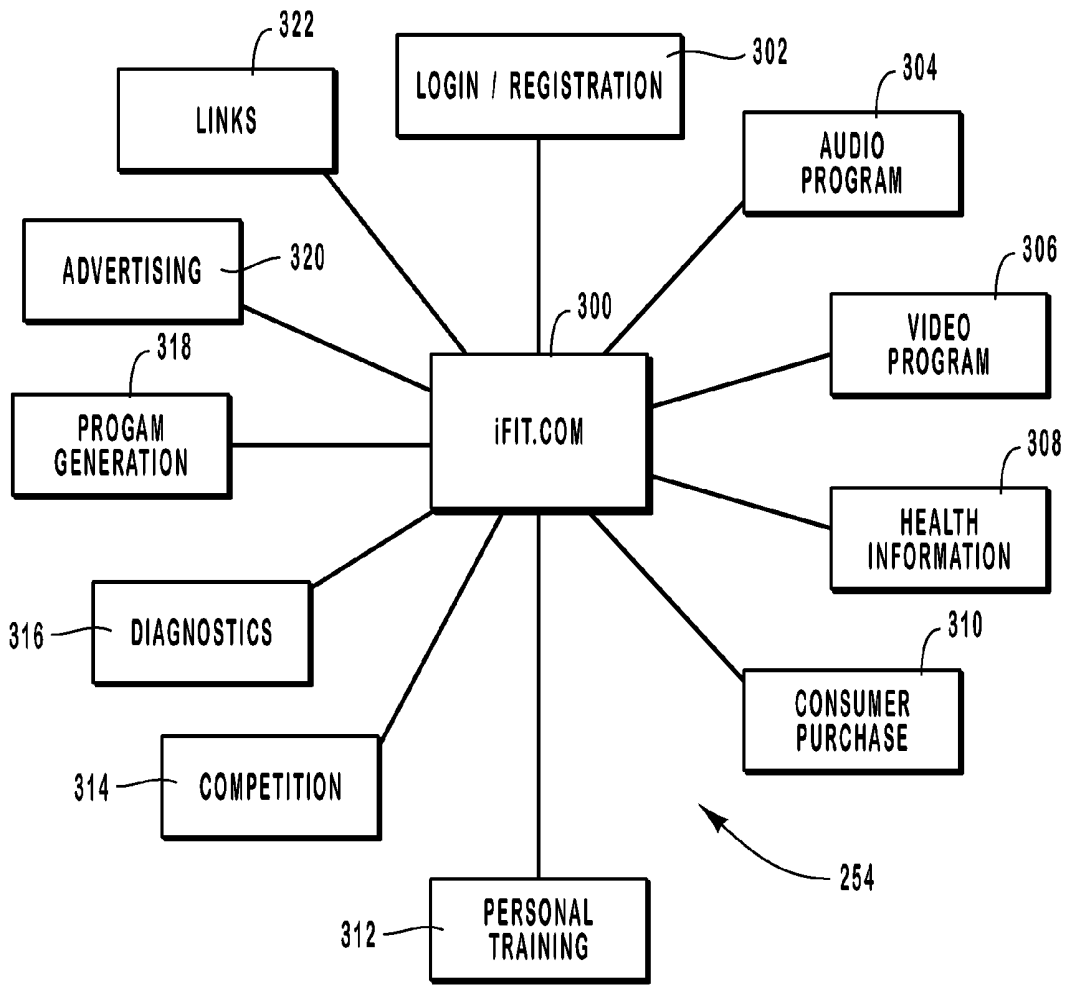 322
LINKS
302
LOGIN / REGISTRATION
304
AUDIO
PROGRAM
320
ADVERTISING
306
VIDEO
PROGRAM
300
iFIT.COM
318
PROGAM
GENERATION
308
HEALTH
INFORMATION
316
DIAGNOSTICS
310
CONSUMER
PURCHASE
314
COMPETITION
254
312
PERSONAL
TRAINING